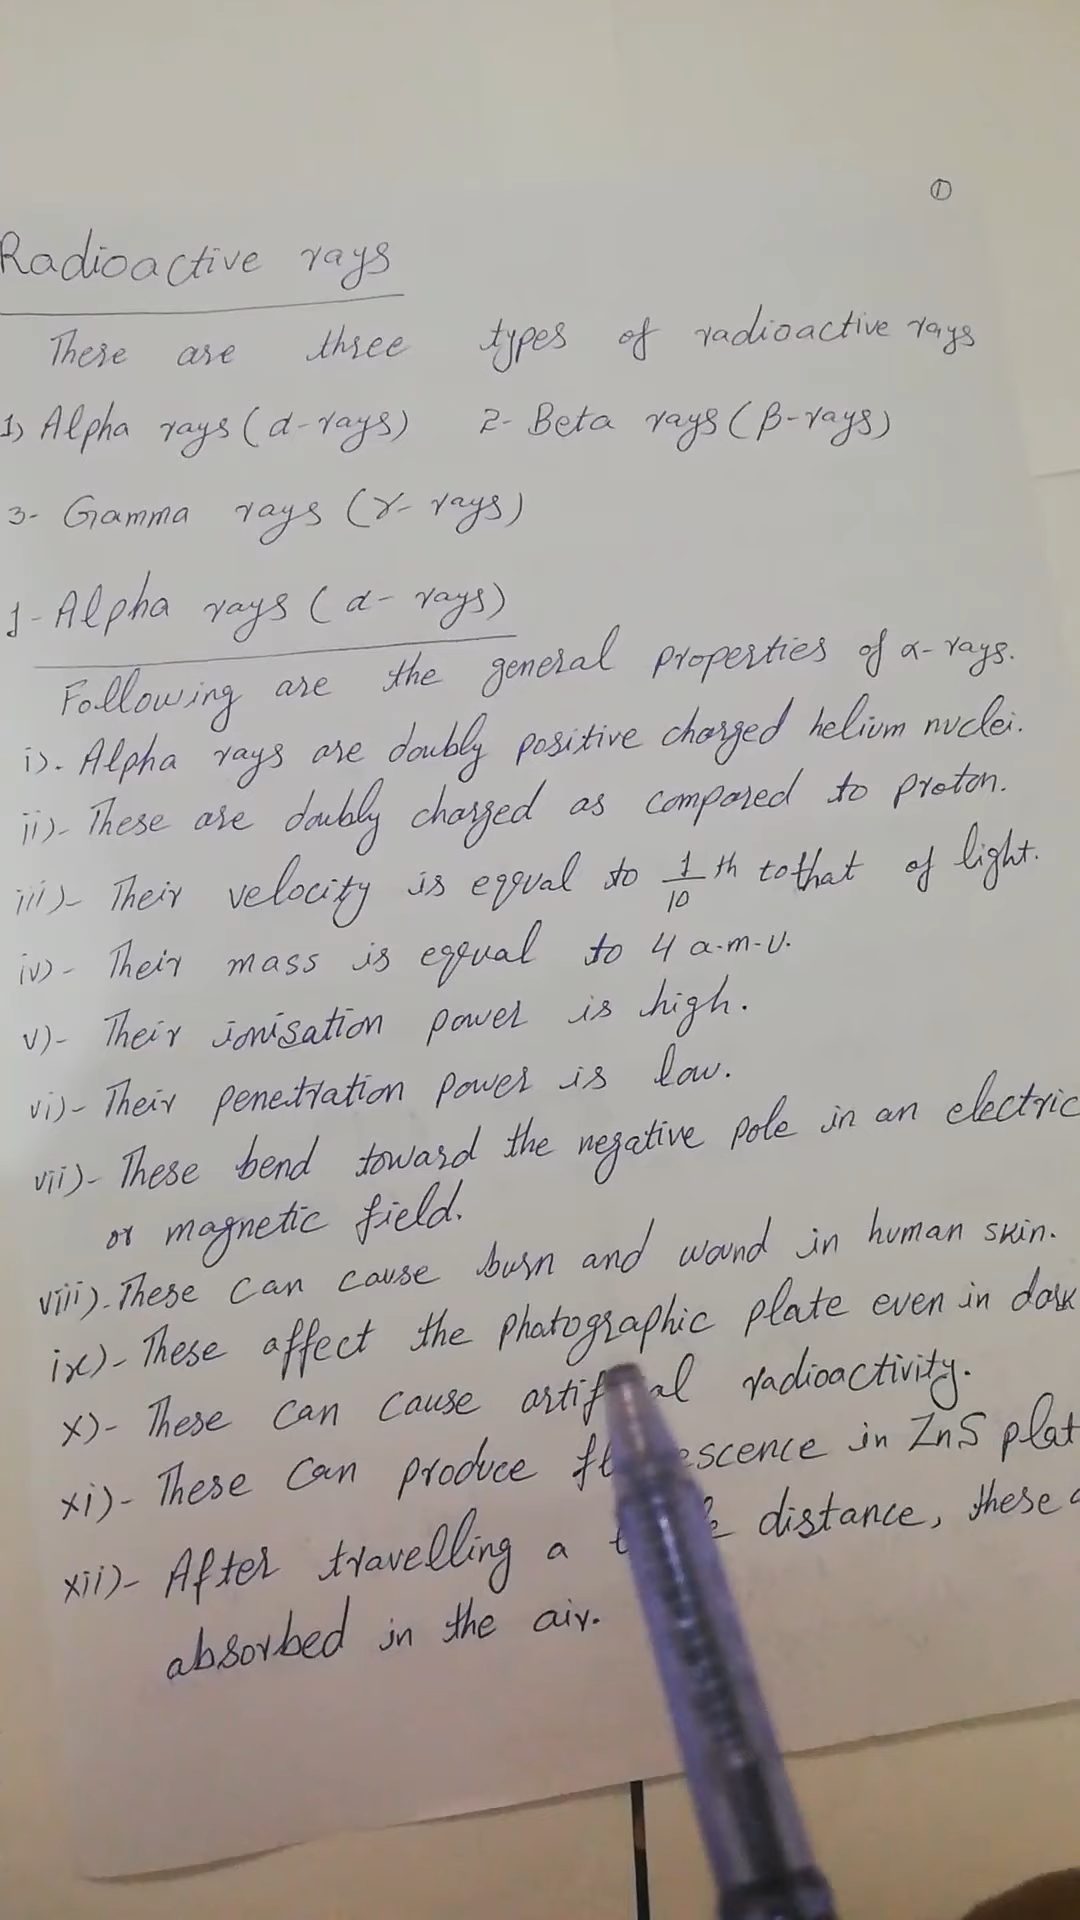 ①
Radioactive rays
There are three types of radioactive rays
1) Alpha rays (α-rays) 2- Beta rays (β-rays)
3- Gamma rays (γ- rays)
1- Alpha rays (α- rays)
Following are the general properties of α-rays.
i)- Alpha rays are doubly positive charged helium nuclei.
ii)- These are doubly charged as compared to proton.
iii)- Their velocity is eqqual to 1/10 th tothat of light.
iv)- Their mass is eqqual to 4 a-m-u.
v)- Their ionisation power is high.
vi)- Their penetration power is low.
vii)- These bend toward the negative pole in an electric
or magnetic field.
viii)- These can cause burn and wound in human skin.
ix)- These affect the photographic plate even in dark
x)- These can cause radioactivity.
xi)- These can produce in ZnS
xii)- After travelling a distance, these
absorbed in the air.